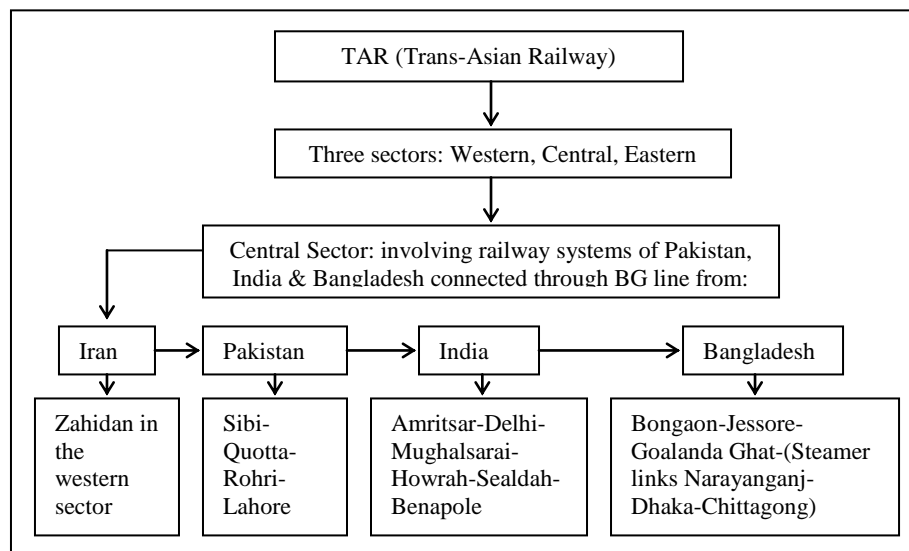 TAR (Trans-Asian Railway)
Three sectors: Western, Central, Eastern
Central Sector: involving railway systems of Pakistan,
India & Bangladesh connected through BG line from:
Iran
Pakistan
India
Bangladesh
Zahidan in
the
western
sector
Sibi-
Quotta-
Rohri-
Lahore
Amritsar-Delhi-
Mughalsarai-
Howrah-Sealdah-
Benapole
Bongaon-Jessore-
Goalanda Ghat-(Steamer
links Narayanganj-
Dhaka-Chittagong)